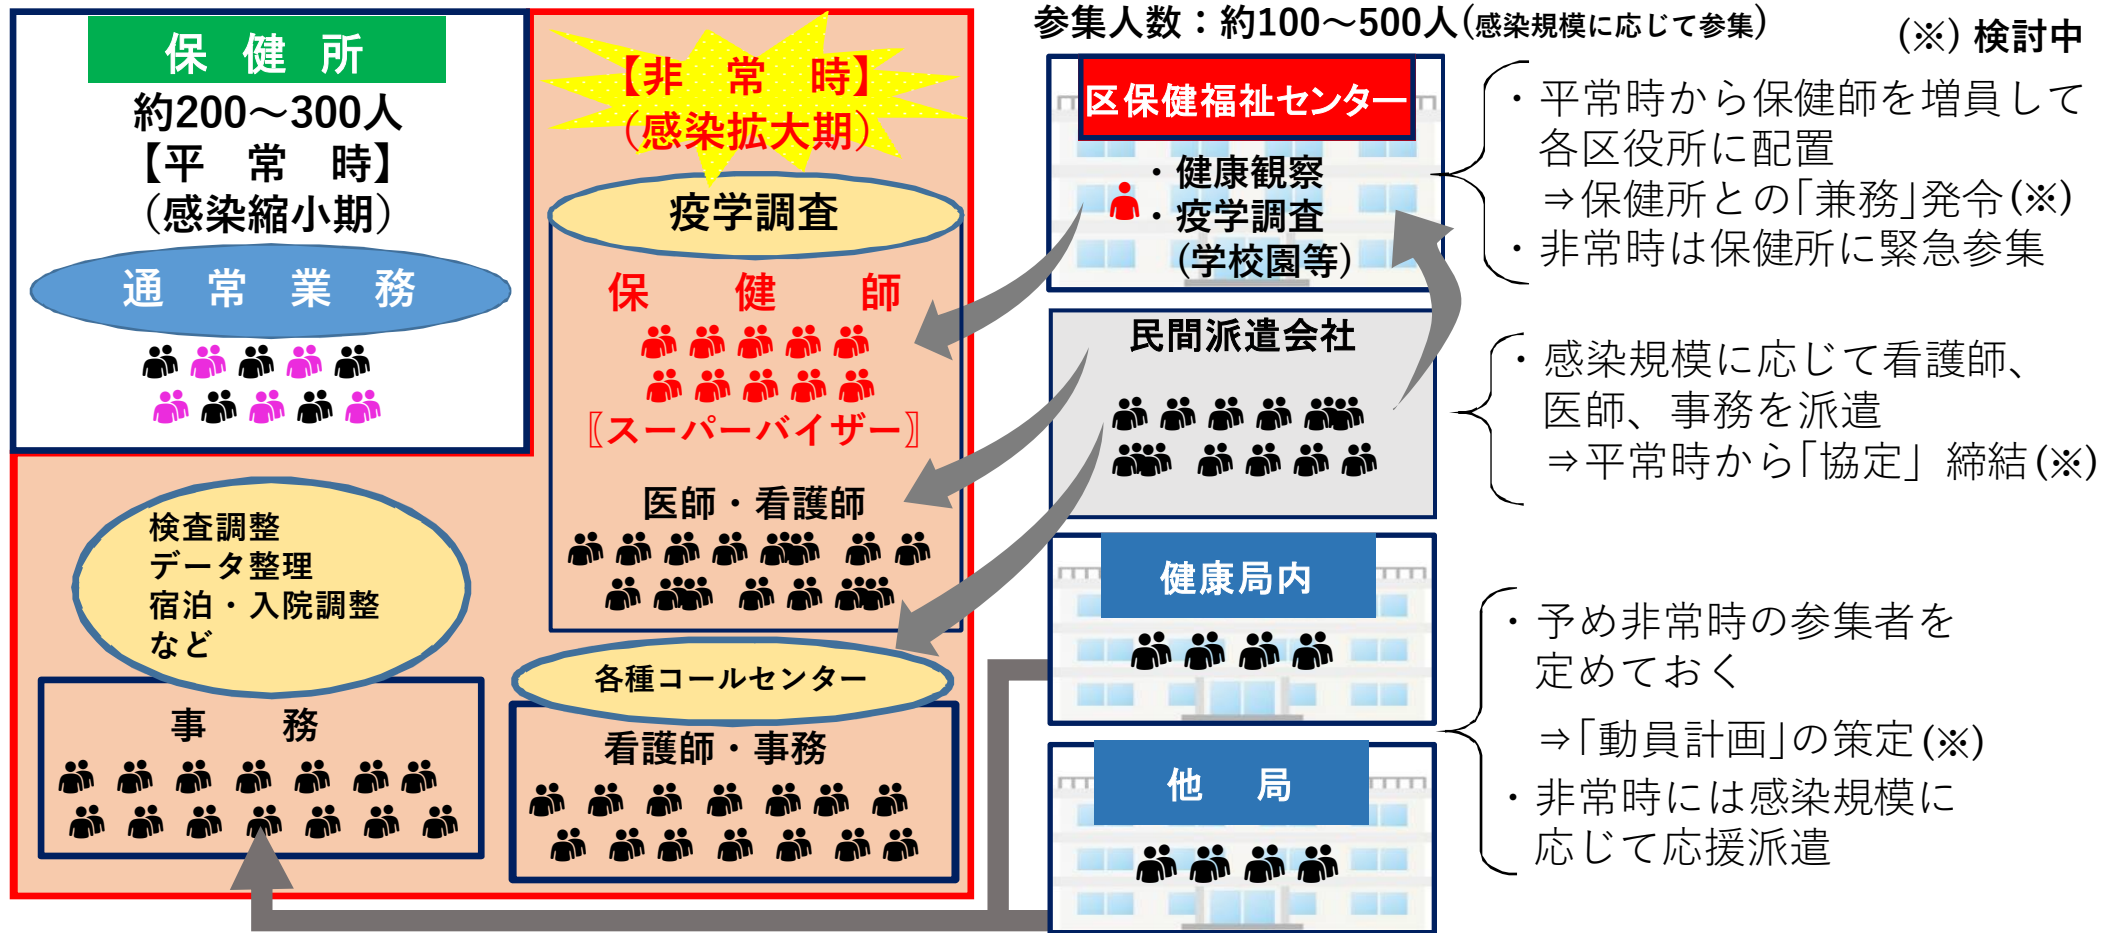 保健所
約200～300人
【平常時】
（感染縮小期）
通常業務
【非常時】
（感染拡大期）
疫学調査
保健師
〖スーパーバイザー〗
医師・看護師
検査調整
データ整理
宿泊・入院調整
など
事務
各種コールセンター
看護師・事務
参集人数：約100～500人(感染規模に応じて参集)
(※) 検討中
区保健福祉センター
・健康観察
・疫学調査
(学校園等)
・平常時から保健師を増員して
各区役所に配置
⇒保健所との「兼務」発令(※)
・非常時は保健所に緊急参集
民間派遣会社
・感染規模に応じて看護師、
医師、事務を派遣
⇒平常時から「協定」締結(※)
健康局内
他局
・予め非常時の参集者を
定めておく
⇒「動員計画」の策定(※)
・非常時には感染規模に
応じて応援派遣